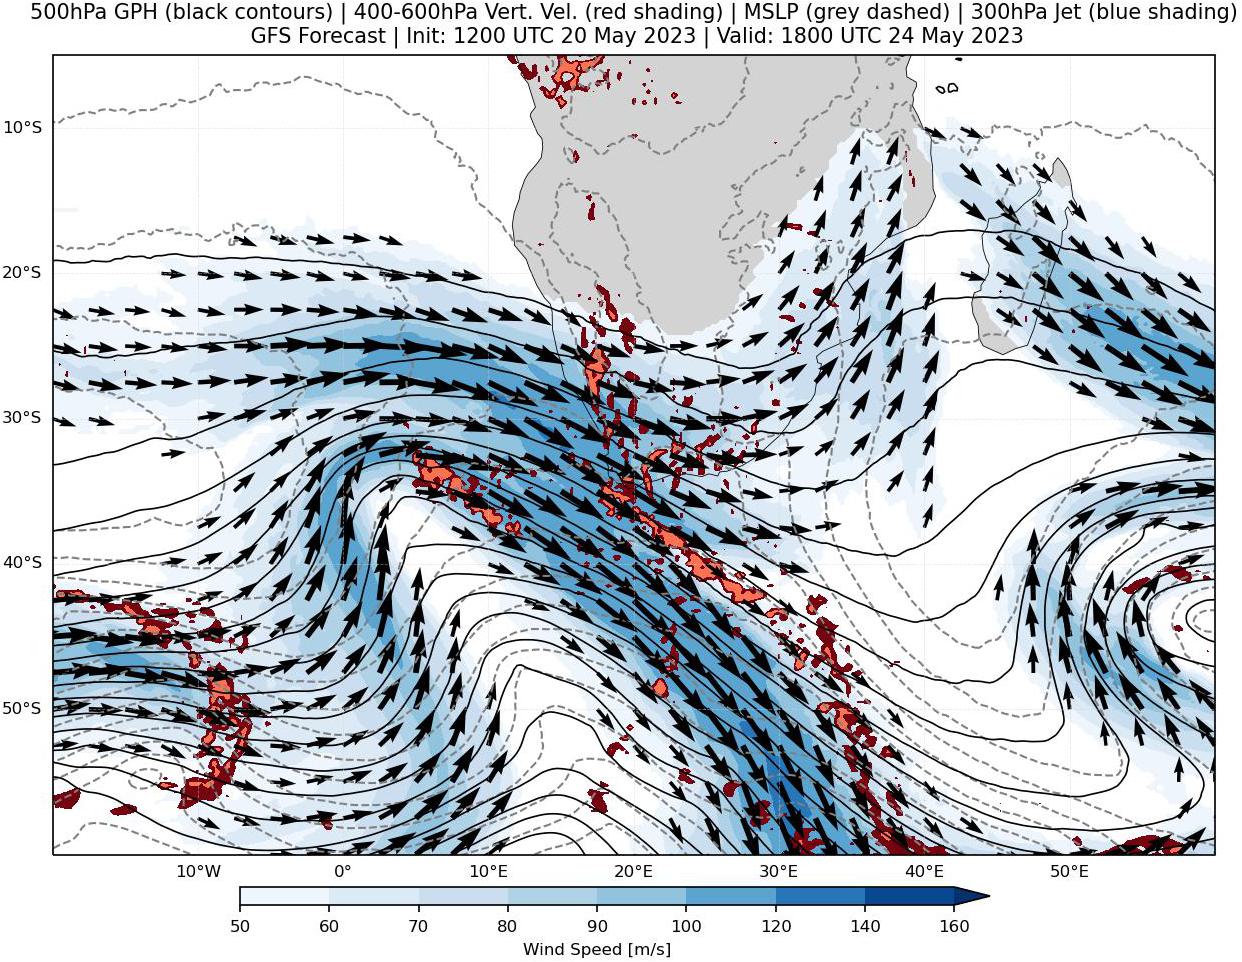 500hPa GPH (black contours) | 400-600hPa Vert. Vel. (red shading) | MSLP (grey dashed) | 300hPa Jet (blue shading)
GFS Forecast | Init: 1200 UTC 20 May 2023 | Valid: 1800 UTC 24 May 2023
10°S
20°S
30°S
40°S
50°S
10°W 0° 10°E 20°E 30°E 40°E 50°E
50 60 70 80 90 100 120 140 160
Wind Speed [m/s]